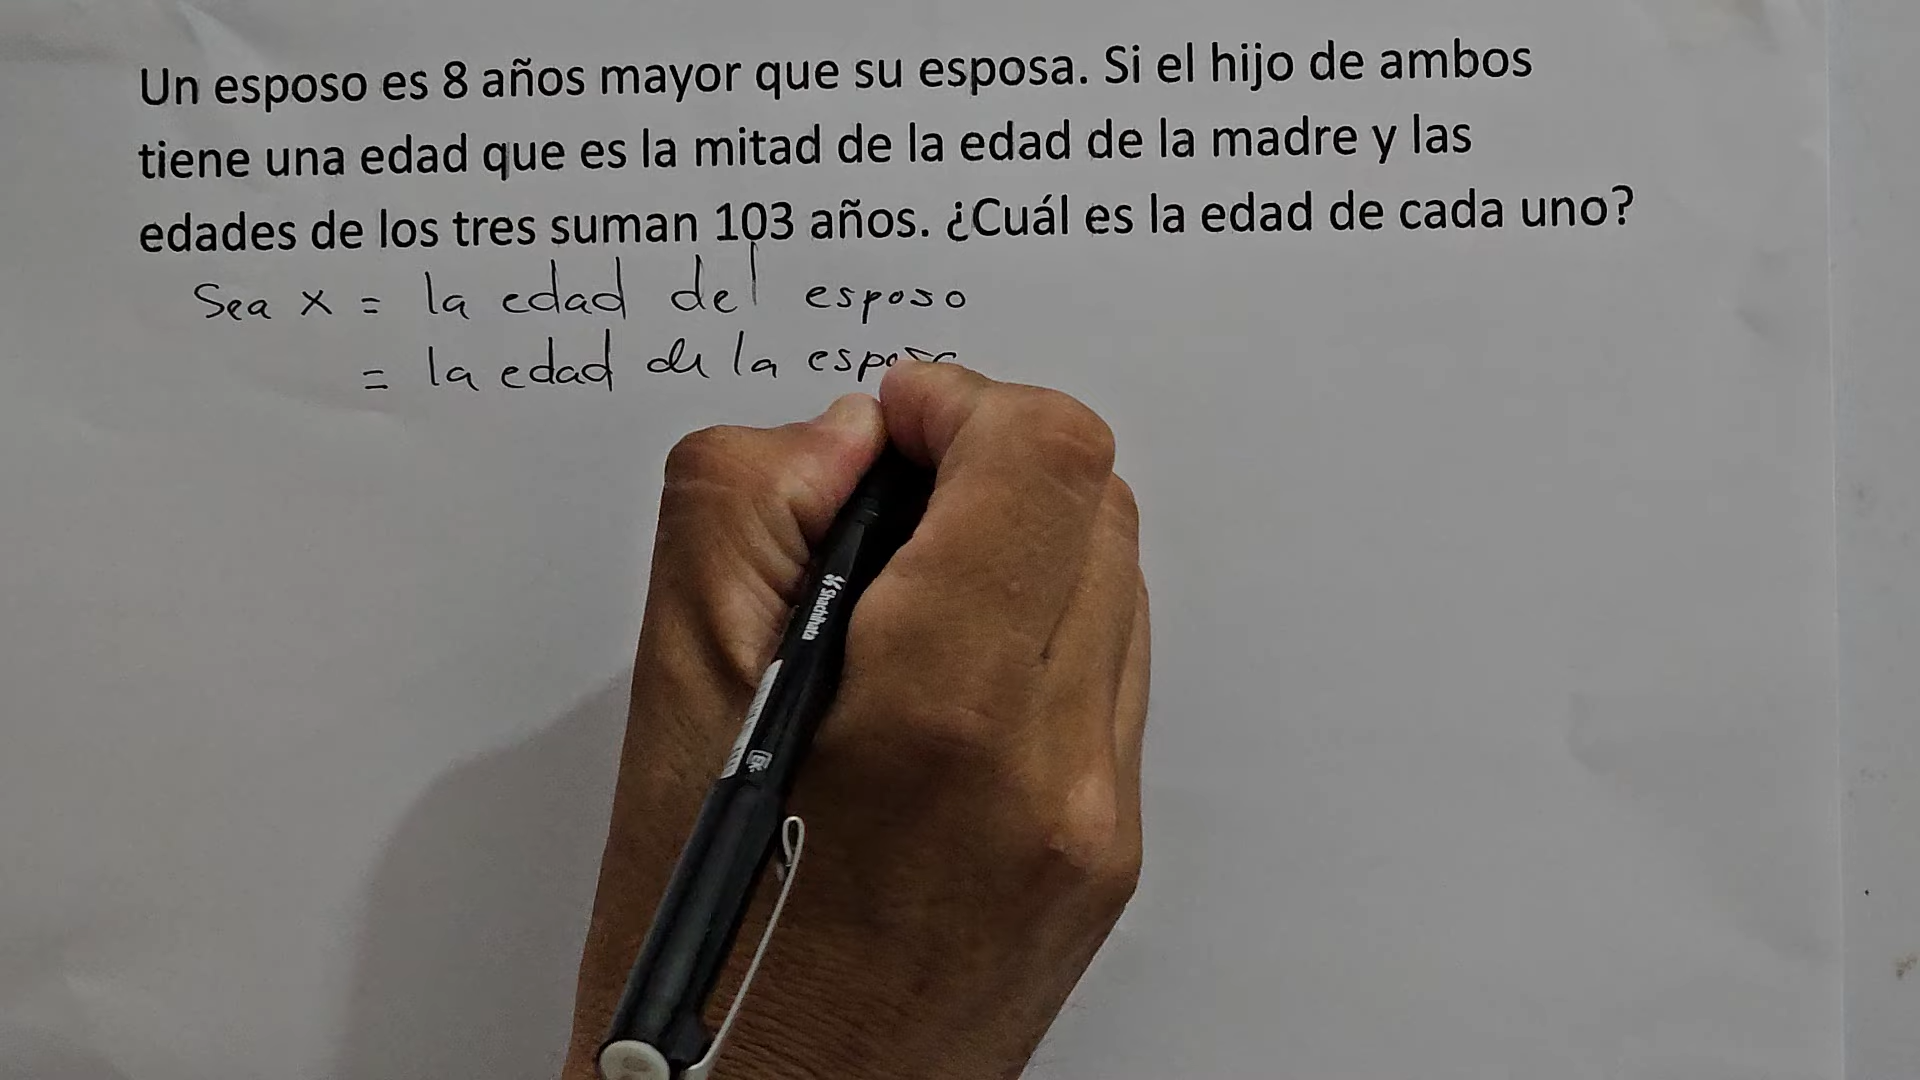 Un esposo es 8 años mayor que su esposa. Si el hijo de ambos
tiene una edad que es la mitad de la edad de la madre y las
edades de los tres suman 103 años. ¿Cuál es la edad de cada uno?
Sea x = la edad del esposo
= la edad de la esposa
Shachihata